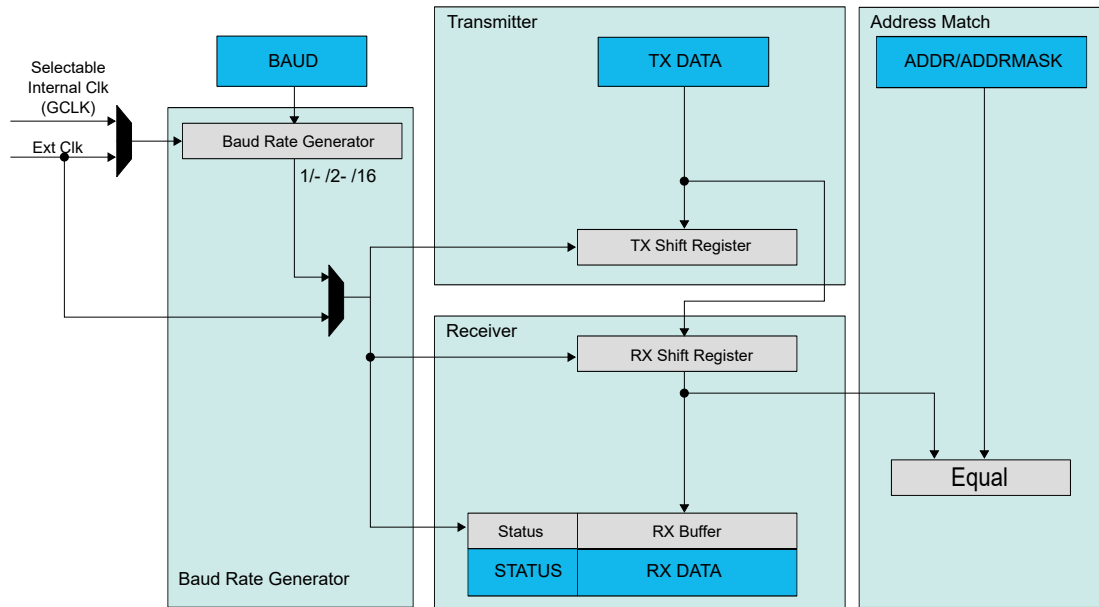 Transmitter
Address Match
BAUD
TX DATA
ADDR/ADDRMASK
Selectable
Internal Clk
(GCLK)
Baud Rate Generator
Ext Clk
1/- /2- /16
TX Shift Register
Receiver
RX Shift Register
Equal
Status
RX Buffer
STATUS
RX DATA
Baud Rate Generator